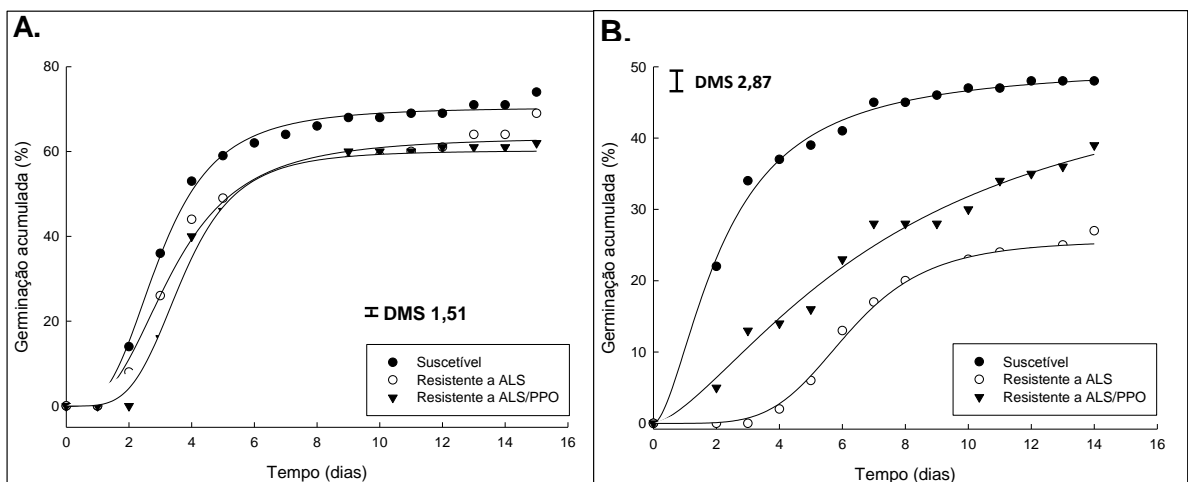 A.
80
60
40
20
0
Germinação acumulada (%)
DMS 1,51
Suscetível
Resistente a ALS
Resistente a ALS/PPO
0 2 4 6 8 10 12 14 16
Tempo (dias)
B.
50
40
30
20
10
0
Germinação acumulada (%)
DMS 2,87
Suscetível
Resistente a ALS
Resistente a ALS/PPO
0 2 4 6 8 10 12 14 16
Tempo (dias)